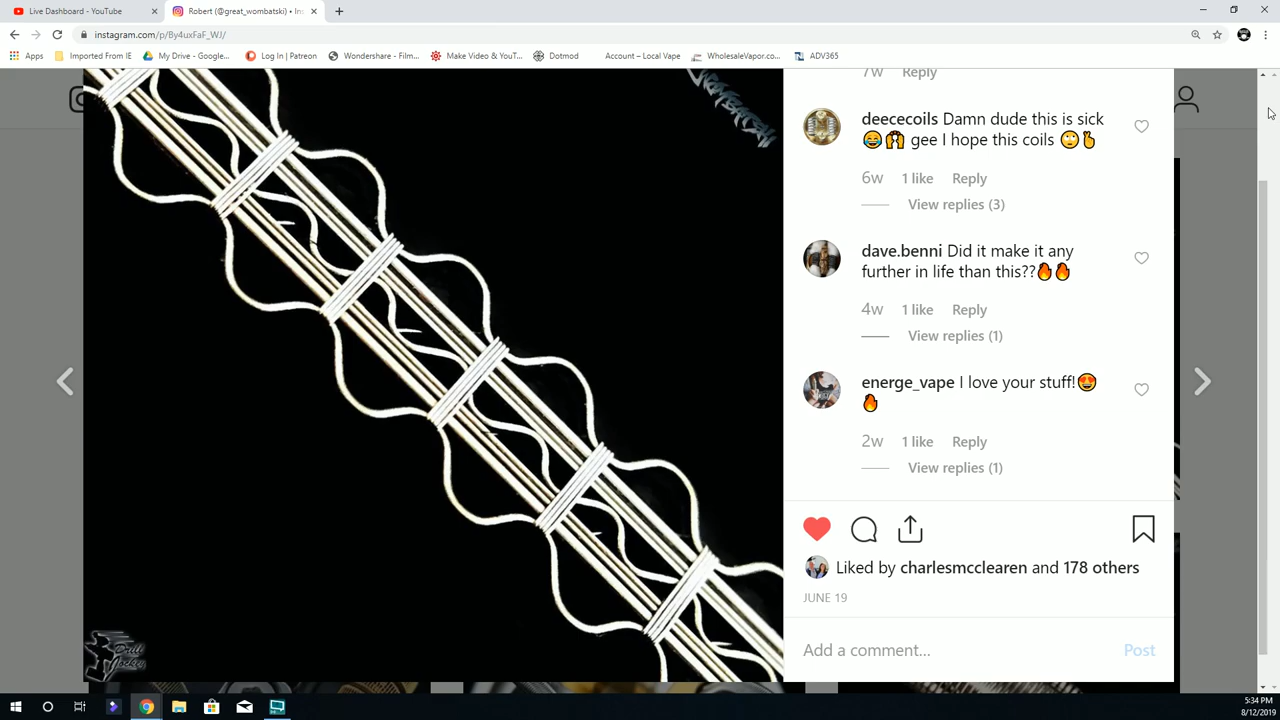 Live Dashboard - YouTube
Robert (@great_wombatski) • Ins
instagram.com/p/By4uxFaF_WJ/
Apps
Imported From IE
My Drive - Google...
Log In | Patreon
Wondershare - Film...
Make Video & YouT...
Dotmod
Account – Local Vape
WholesaleVapor.co...
ADV365
7w Reply
deececoils Damn dude this is sick
😂🙌 gee I hope this coils 🙄🤞
6w 1 like Reply
View replies (3)
dave.benni Did it make it any
further in life than this??🔥🔥
4w 1 like Reply
View replies (1)
energe_vape I love your stuff!😍
🔥
2w 1 like Reply
View replies (1)
Liked by charlesmcclearen and 178 others
JUNE 19
Add a comment... Post
Drill
Jockey
5:34 PM
8/12/2019